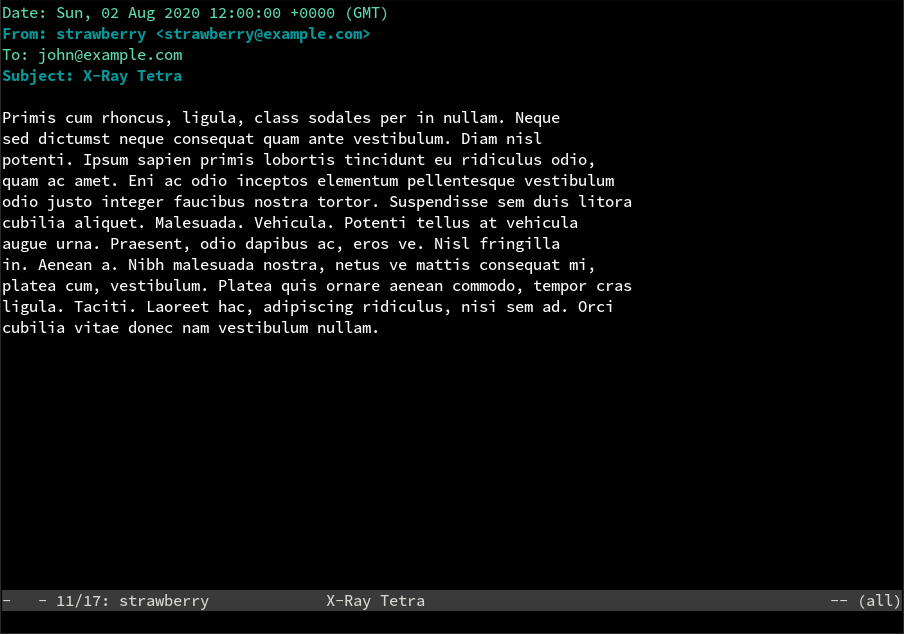 Date: Sun, 02 Aug 2020 12:00:00 +0000 (GMT)
From: strawberry <strawberry@example.com>
To: john@example.com
Subject: X-Ray Tetra
Primis cum rhoncus, ligula, class sodales per in nullam. Neque
sed dictumst neque consequat quam ante vestibulum. Diam nisl
potenti. Ipsum sapien primis lobortis tincidunt eu ridiculus odio,
quam ac amet. Eni ac odio inceptos elementum pellentesque vestibulum
odio justo integer faucibus nostra tortor. Suspendisse sem duis litora
cubilia aliquet. Malesuada. Vehicula. Potenti tellus at vehicula
augue urna. Praesent, odio dapibus ac, eros ve. Nisl fringilla
in. Aenean a. Nibh malesuada nostra, netus ve mattis consequat mi,
platea cum, vestibulum. Platea quis ornare aenean commodo, tempor cras
ligula. Taciti. Laoreet hac, adipiscing ridiculus, nisi sem ad. Orci
cubilia vitae donec nam vestibulum nullam.
-   - 11/17: strawberry             X-Ray Tetra                                             -- (all)